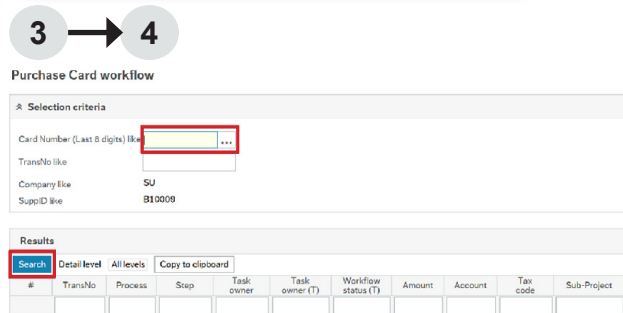 3 4
Purchase Card workflow
Selection criteria
Card Number (Last 8 digits) like
TransNo like
Company like SU
SuppID like B10009
Results
Search Detail level All levels Copy to clipboard
# TransNo Process Step Task owner Task owner (T) Workflow status (T) Amount Account Tax code Sub-Project